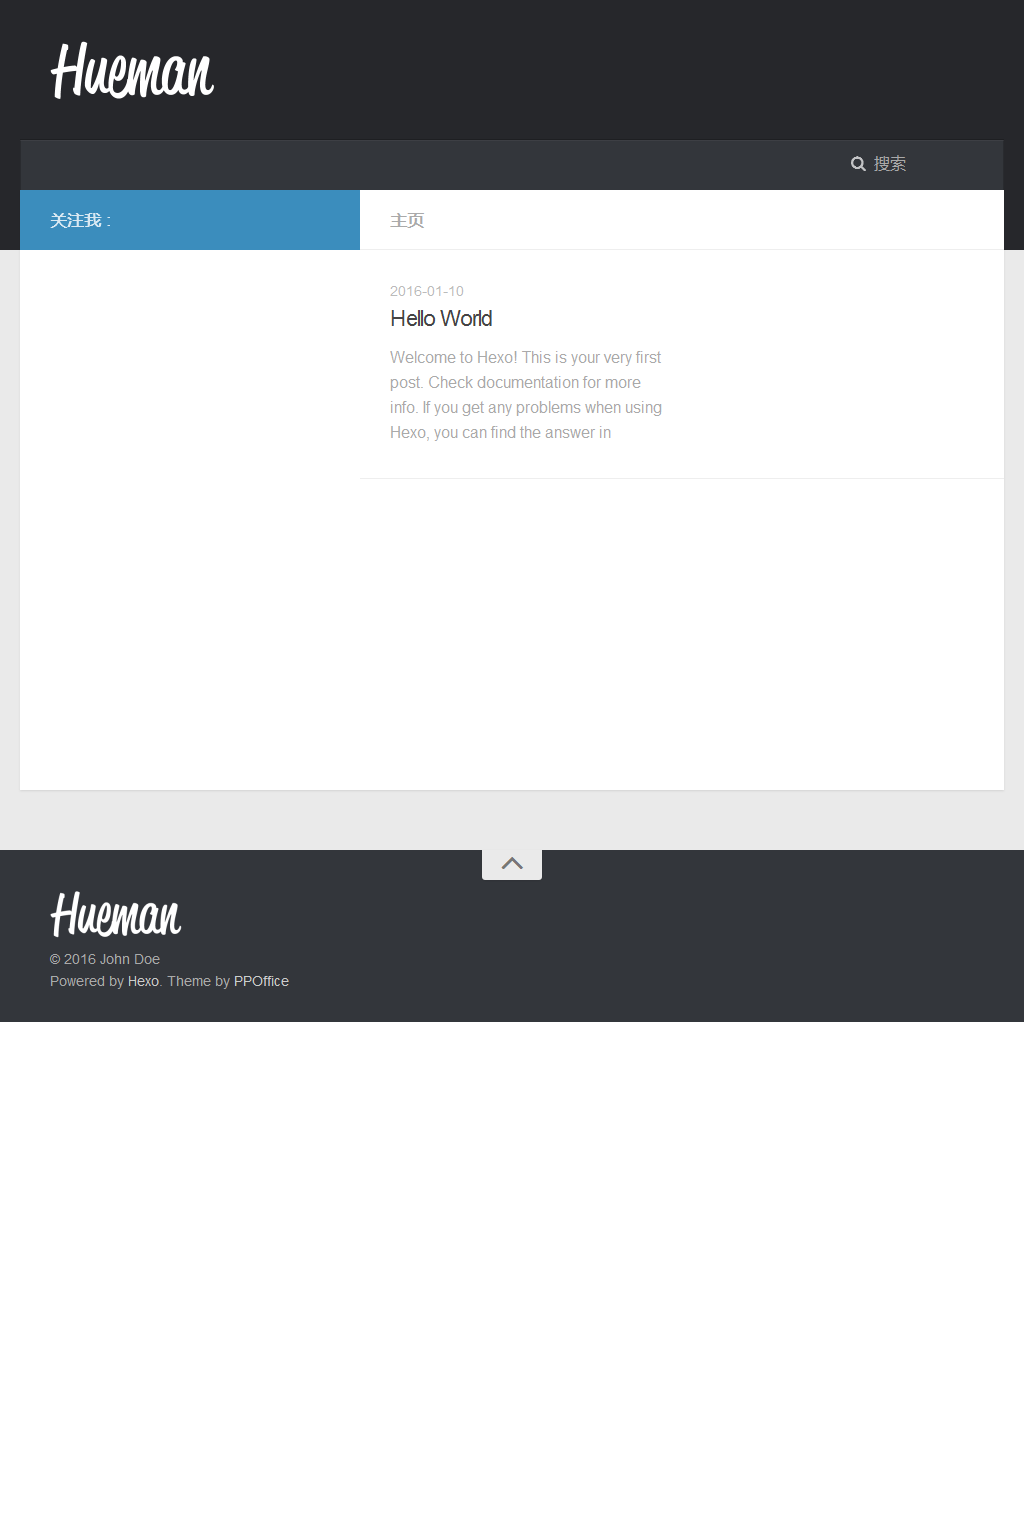 Hueman
搜索
关注我 :
主页
2016-01-10
Hello World
Welcome to Hexo! This is your very first
post. Check documentation for more
info. If you get any problems when using
Hexo, you can find the answer in
Hueman
© 2016 John Doe
Powered by Hexo. Theme by PPOffice